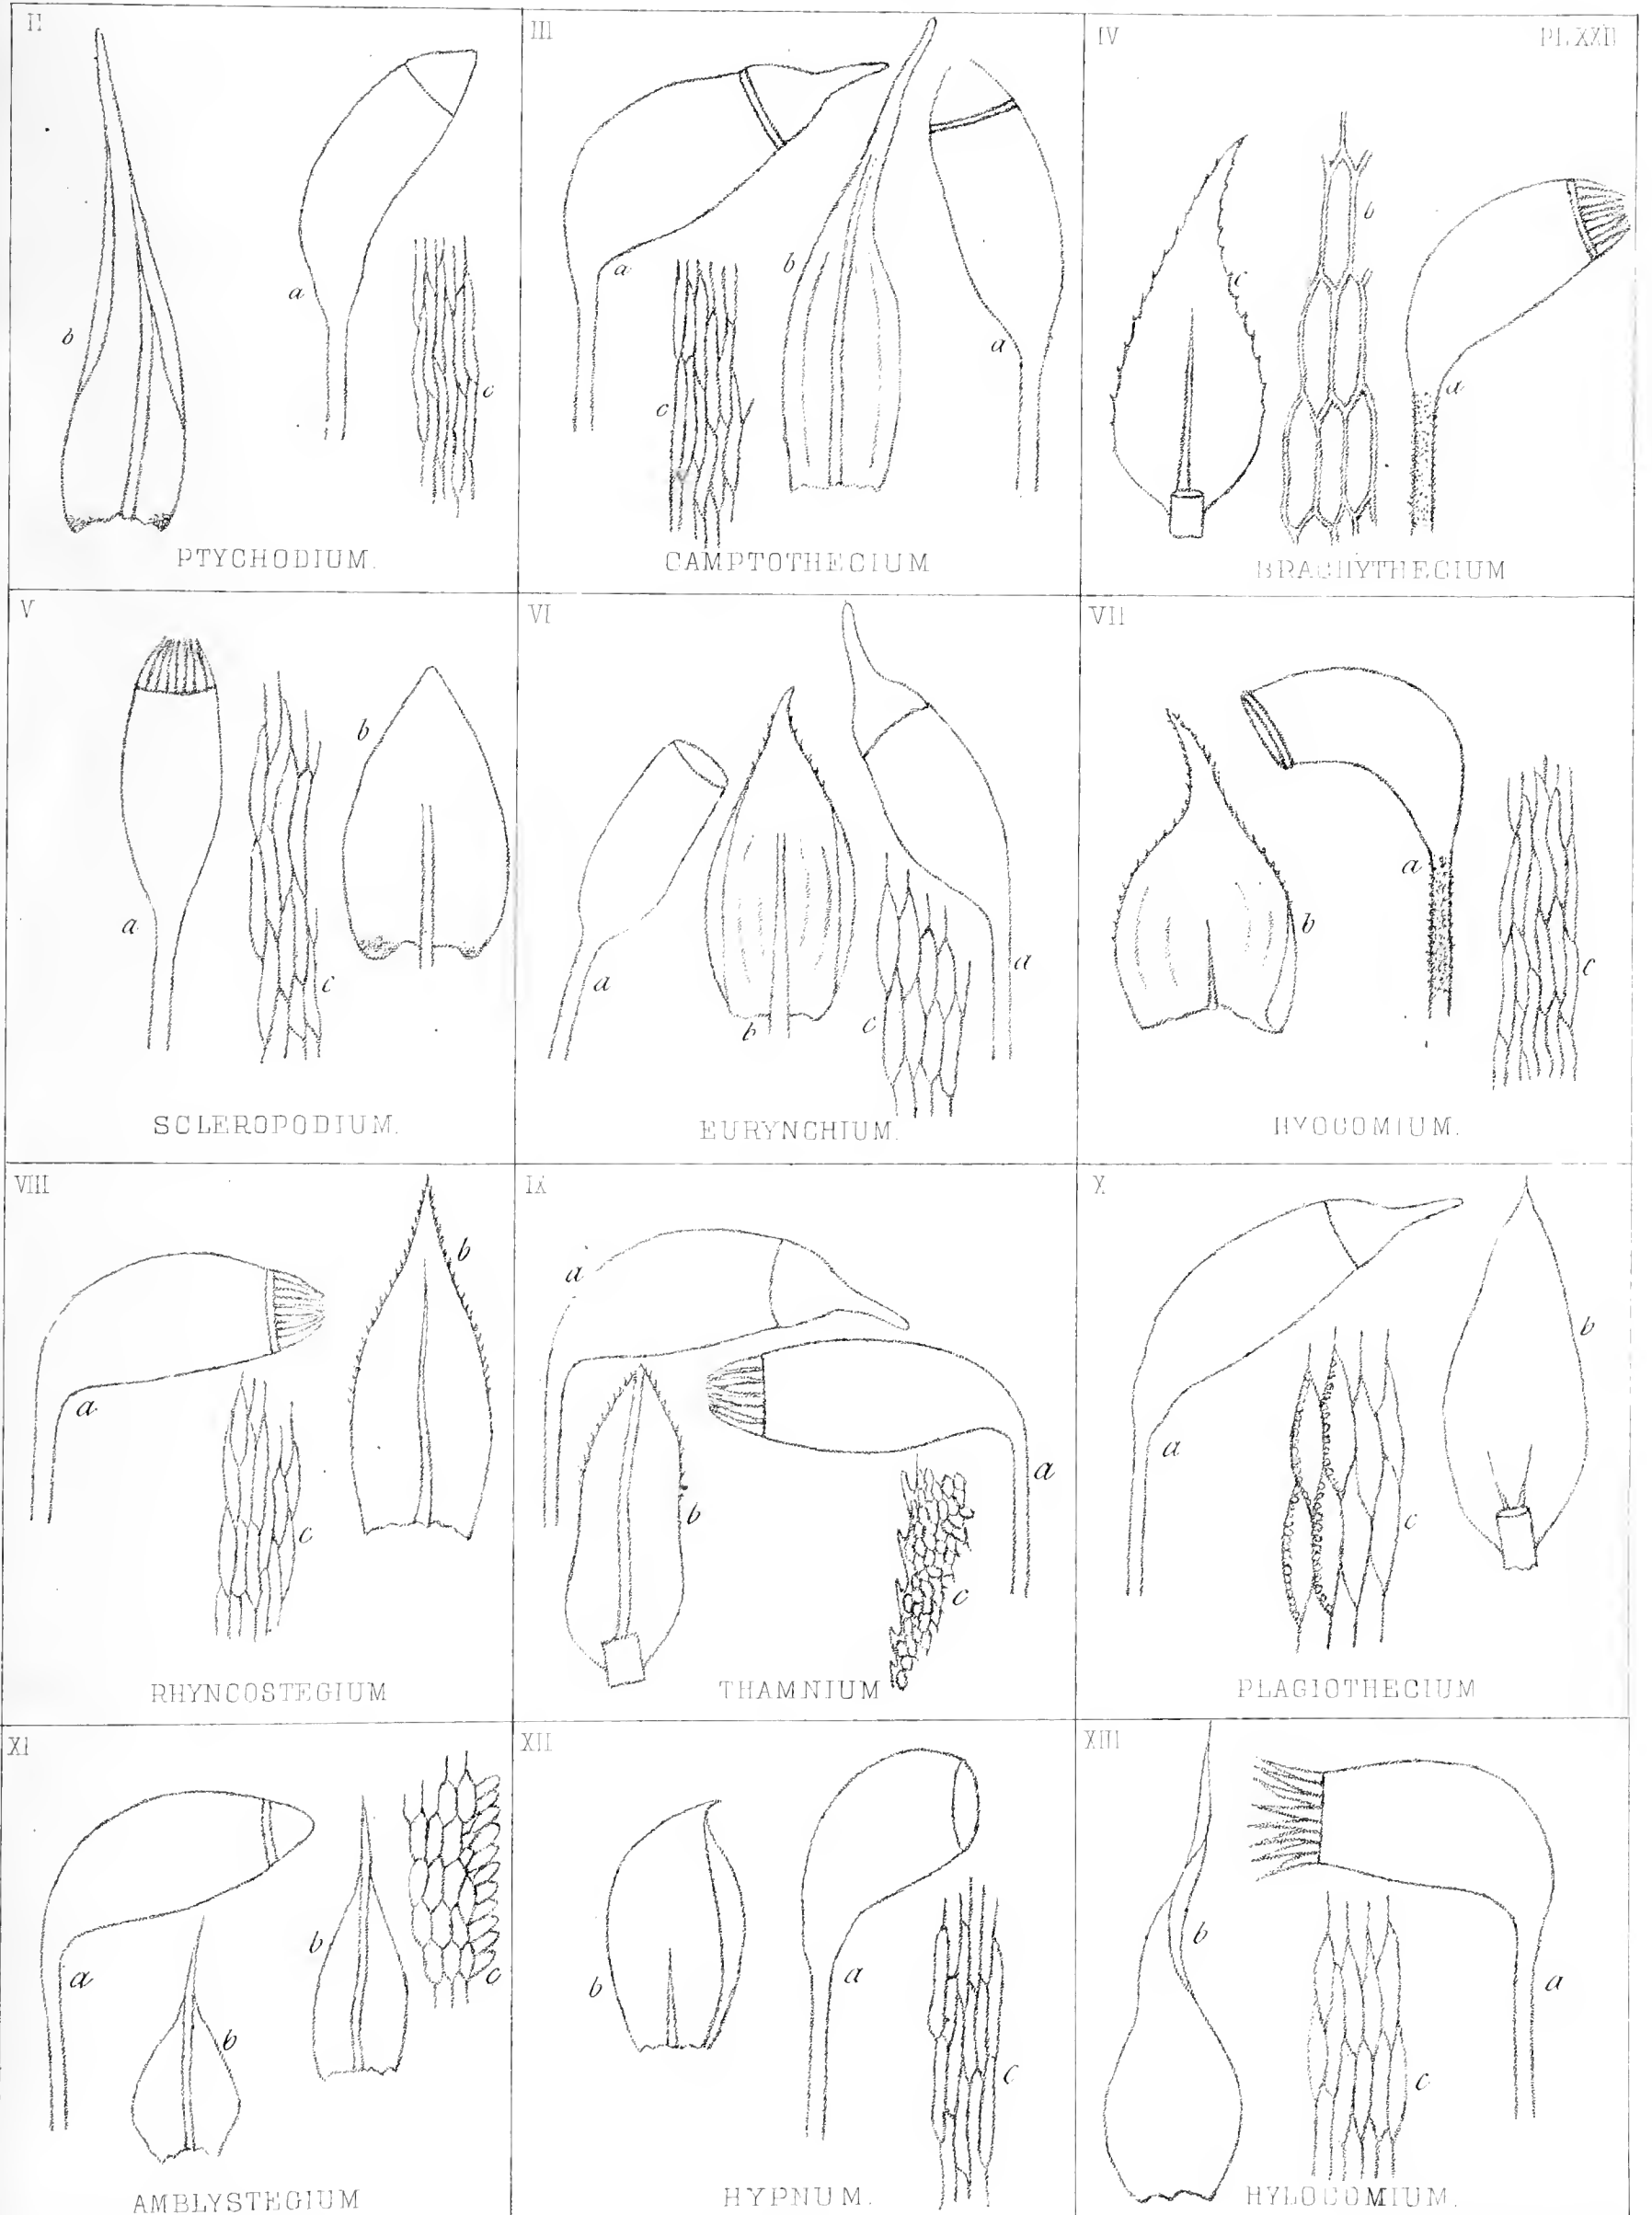 II
b
a
c
PTYCHODIUM.
III
a
b
c
a
CAMPTOTHECIUM
IV
PL. XXII
c
b
a
BRACHYTHECIUM
V
a
c
b
SCLEROPODIUM.
VI
a
b
c
a
EURYNCHIUM.
VII
b
a
c
HYOCOMIUM.
VIII
a
c
b
RHYNCOSTEGIUM
IX
a
b
a
c
THAMNIUM
X
a
c
b
PLAGIOTHECIUM
XI
a
b
b
c
AMBLYSTEGIUM
XII
b
a
c
HYPNUM.
XIII
b
c
a
HYLOCOMIUM.